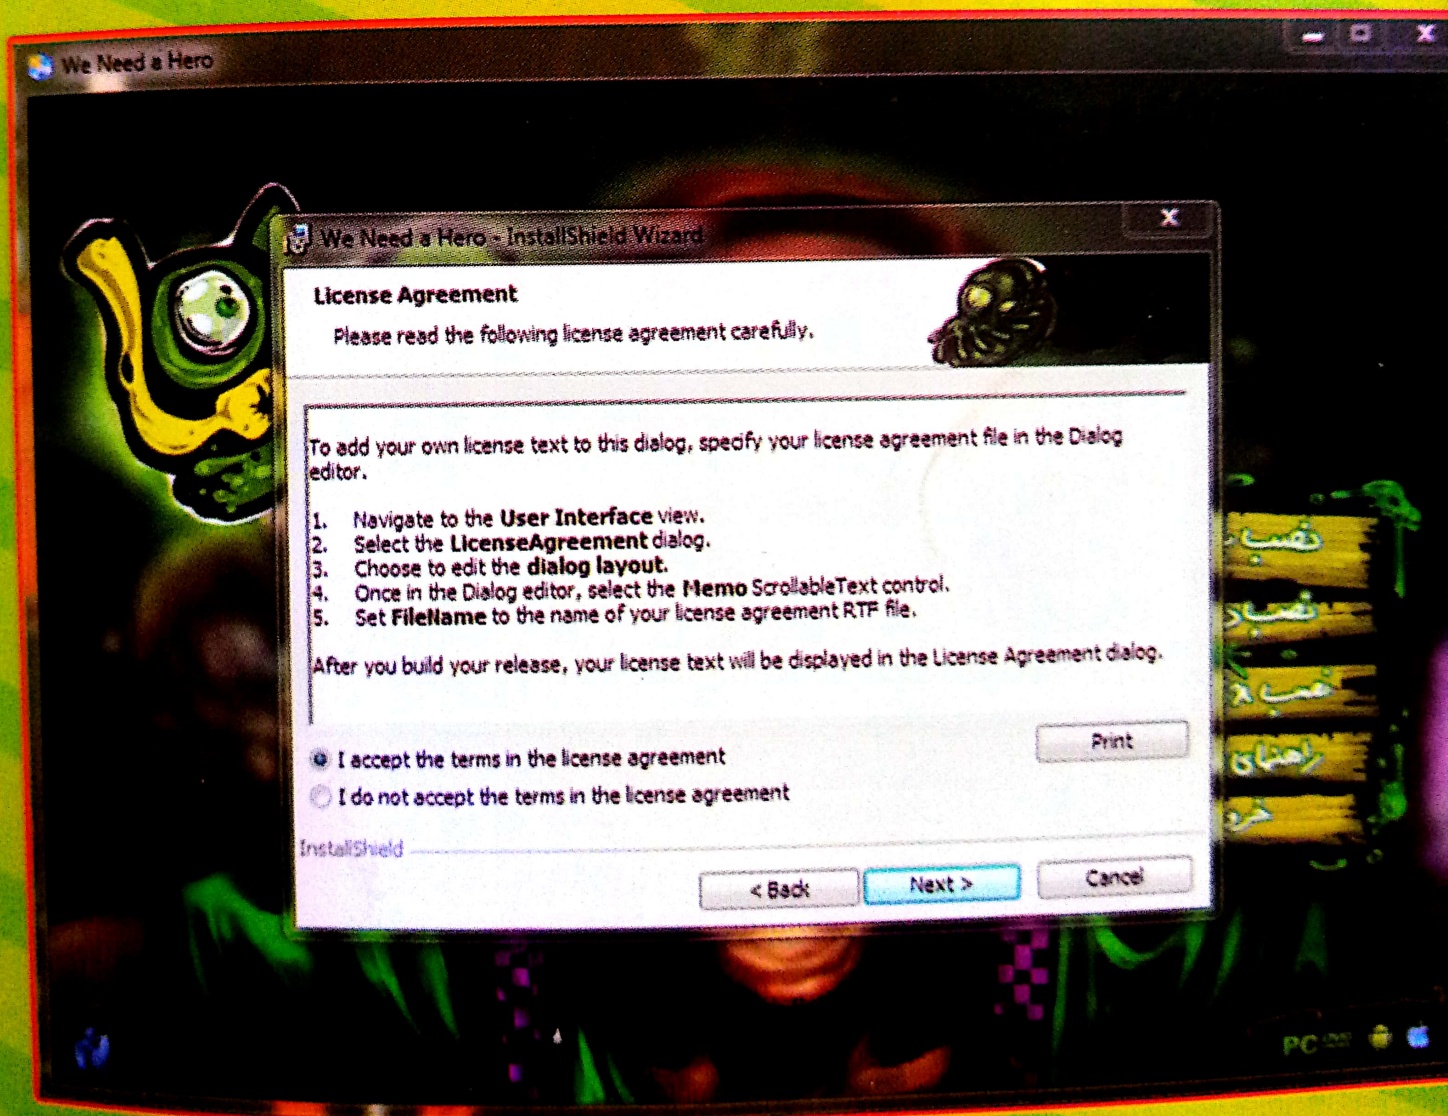 We Need a Hero
We Need a Hero - InstallShield Wizard
License Agreement
Please read the following license agreement carefully.
To add your own license text to this dialog, specify your license agreement file in the Dialog
editor.
1. Navigate to the User Interface view.
2. Select the LicenseAgreement dialog.
3. Choose to edit the dialog layout.
4. Once in the Dialog editor, select the Memo ScrollableText control.
5. Set FileName to the name of your license agreement RTF file.
After you build your release, your license text will be displayed in the License Agreement dialog.
I accept the terms in the license agreement
Print
I do not accept the terms in the license agreement
InstallShield
< Back
Next >
Cancel
نصب
نصب
نصب
راهنمای
PC